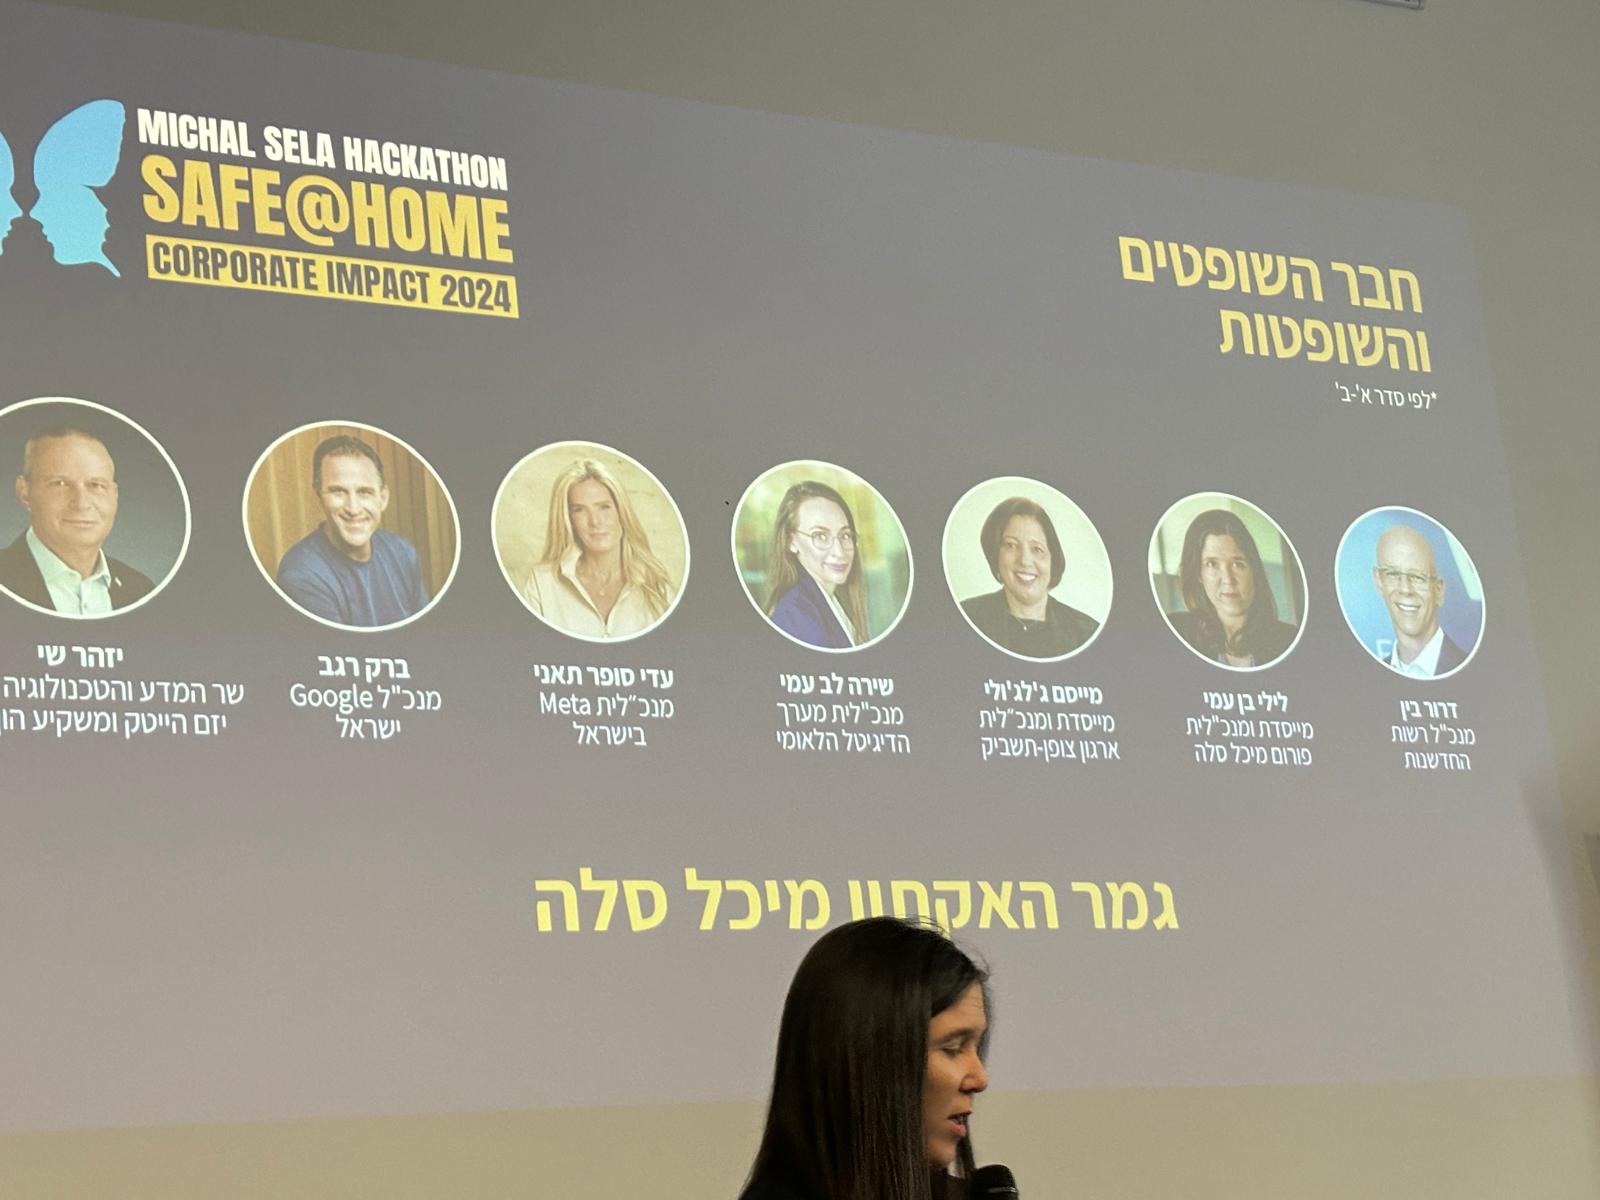 MICHAL SELA HACKATHON
SAFE@HOME
CORPORATE IMPACT 2024
חבר השופטים
והשופטות
*לפי סדר א'-ב'
דרור בין
מנכ"ל רשות
החדשנות
לילי בן עמי
מייסדת ומנכ"לית
פורום מיכל סלה
מייסם ג'לג'ולי
מייסדת ומנכ״לית
ארגון צופן-תשביק
שירה לב עמי
מנכ"לית מערך
הדיגיטל הלאומי
עדי סופר תאני
מנכ״לית Meta
בישראל
ברק רגב
מנכ"ל Google
ישראל
יזהר שי
שר המדע והטכנולוגיה
יזם הייטק ומשקיע הון
גמר האקתון מיכל סלה